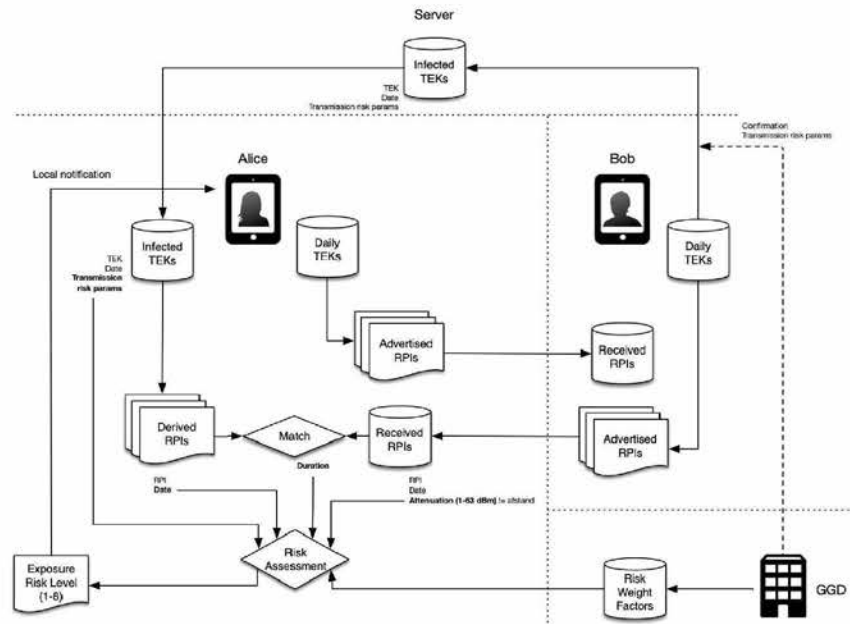 Server
Infected
TEKs
TEK
Date
Transmission risk params
Confirmation
Transmission risk params
Alice
Bob
Local notification
Infected
TEKs
Daily
TEKs
Daily
TEKs
TEK
Date
Transmission
risk params
Advertised
RPIs
Received
RPIs
Derived
RPIs
Match
Received
RPIs
Advertised
RPIs
Duration
RPI
Date
RPI
Date
Attenuation (1-63 dBm) != afstand
Risk
Assessment
Exposure
Risk Level
(1-8)
Risk
Weight
Factors
GGD